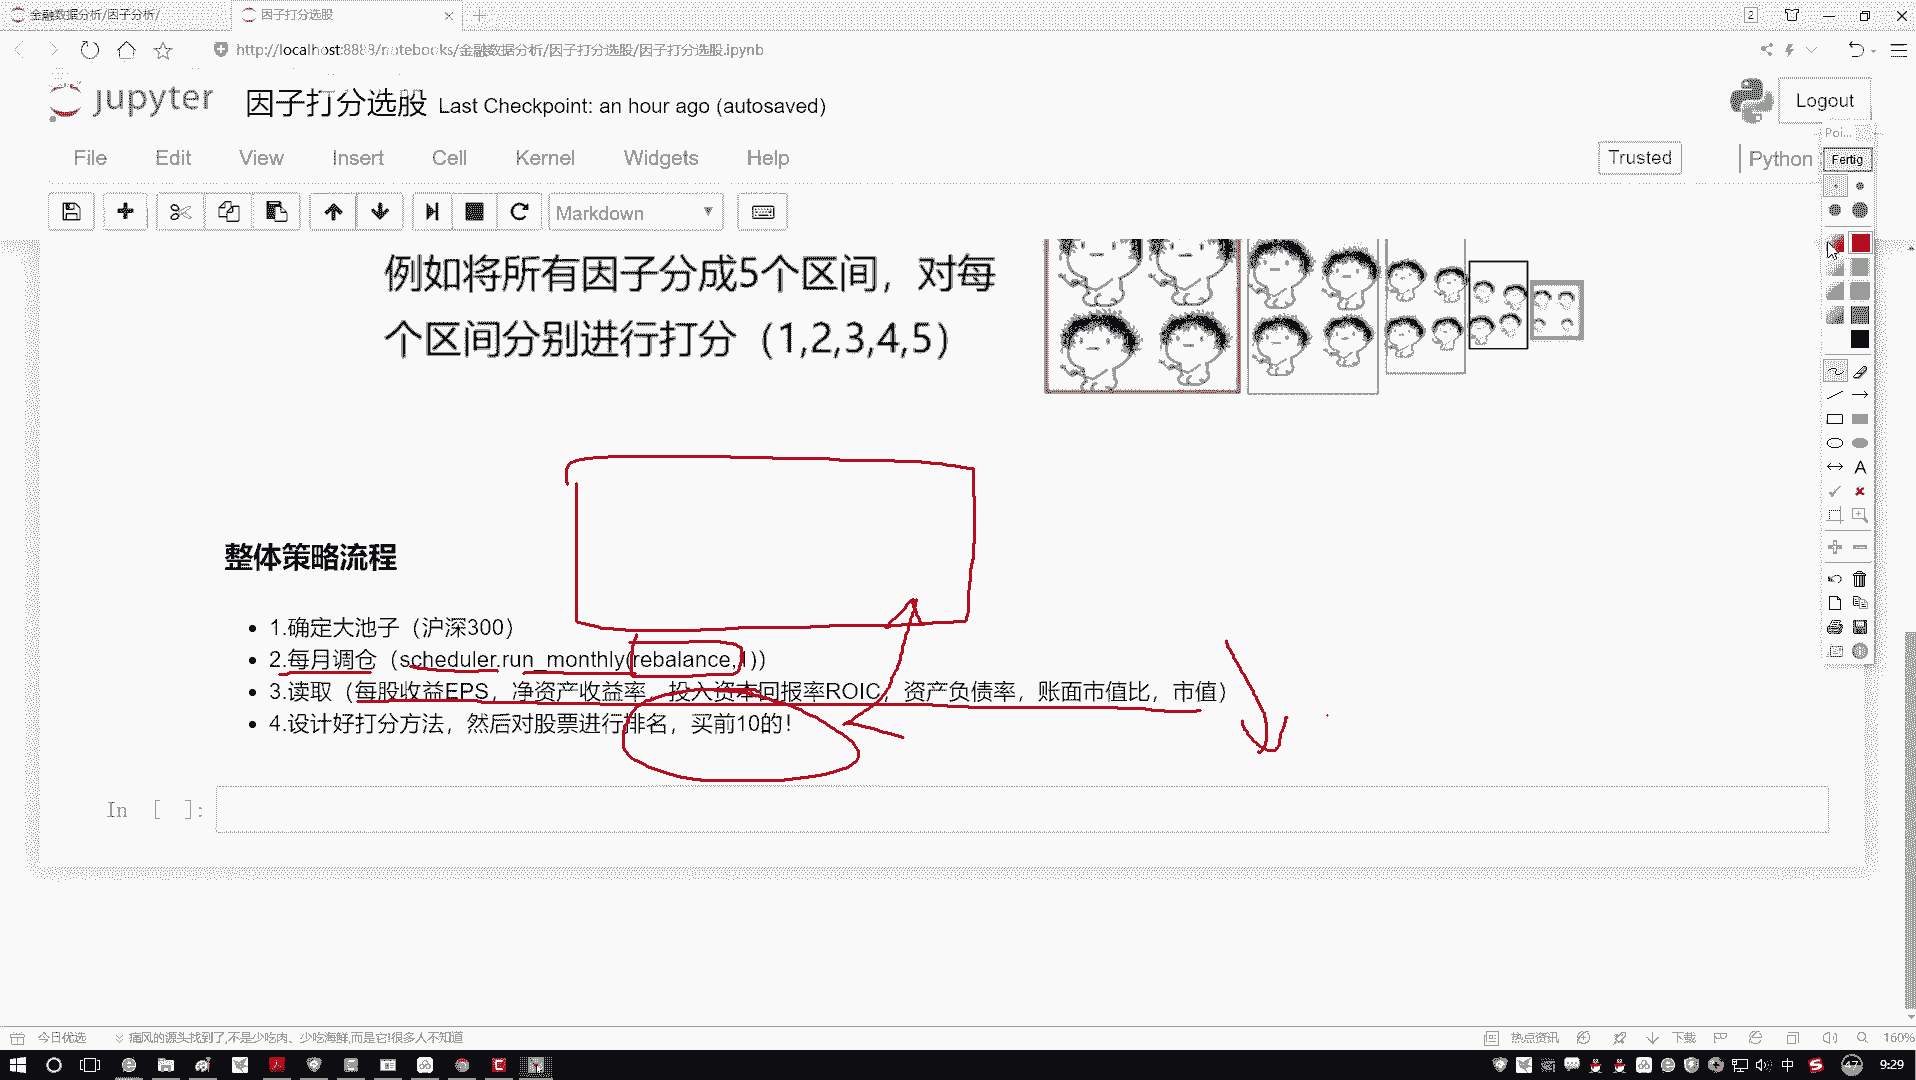 金融数据分析/因子分析/
因子打分选股
2
http://localhost:8888/notebooks/金融数据分析/因子打分选股/因子打分选股.ipynb
jupyter
因子打分选股 Last Checkpoint: an hour ago (autosaved)
Logout
File Edit View Insert Cell Kernel Widgets Help
Trusted
Python
Poi...
Fertig
Markdown
例如将所有因子分成5个区间，对每
个区间分别进行打分（1,2,3,4,5）
整体策略流程
1.确定大池子（沪深300）
2.每月调仓（scheduler.run_monthly(rebalance,1)）
3.读取（每股收益EPS，净资产收益率，投入资本回报率ROIC，资产负债率，账面市值比，市值）
4.设计好打分方法，然后对股票进行排名，买前10的！
In [ ]:
A
今日优选
痛风的源头找到了,不是少吃肉、少吃海鲜,而是它!很多人不知道
热点资讯
下载
160%
中
47
9:29